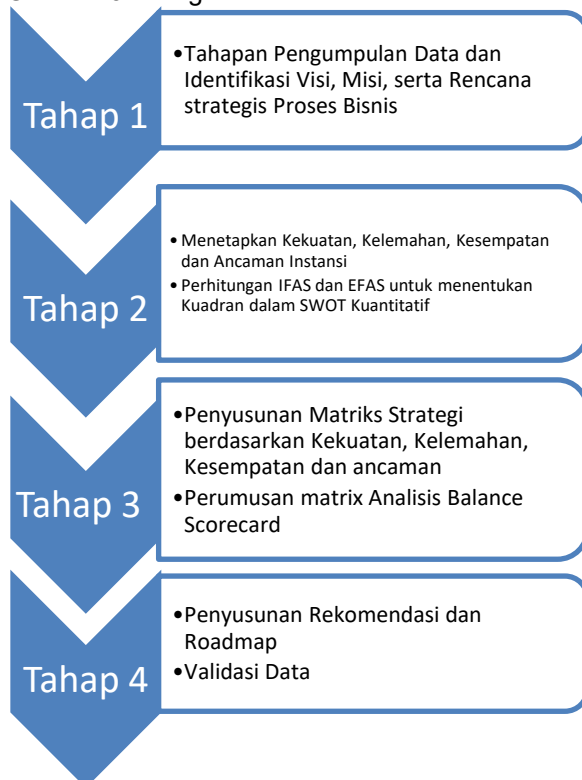 Tahap 1
•Tahapan Pengumpulan Data dan
Identifikasi Visi, Misi, serta Rencana
strategis Proses Bisnis
Tahap 2
• Menetapkan Kekuatan, Kelemahan, Kesempatan
dan Ancaman Instansi
• Perhitungan IFAS dan EFAS untuk menentukan
Kuadran dalam SWOT Kuantitatif
Tahap 3
•Penyusunan Matriks Strategi
berdasarkan Kekuatan, Kelemahan,
Kesempatan dan ancaman
•Perumusan matrix Analisis Balance
Scorecard
Tahap 4
•Penyusunan Rekomendasi dan
Roadmap
•Validasi Data